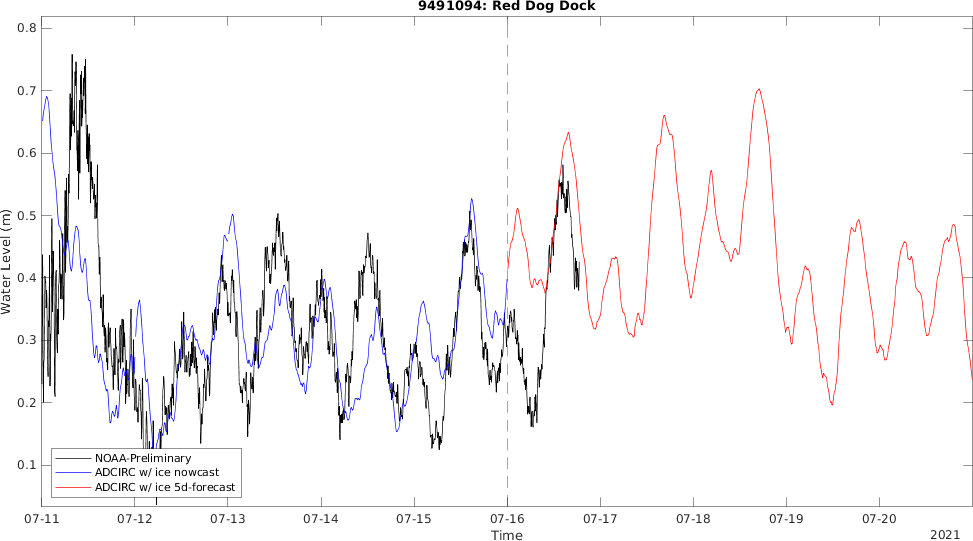 9491094: Red Dog Dock
0.8
0.7
0.6
0.5
0.4
0.3
0.2
0.1
Water Level (m)
NOAA-Preliminary
ADCIRC w/ ice nowcast
ADCIRC w/ ice 5d-forecast
07-11 07-12 07-13 07-14 07-15 07-16 07-17 07-18 07-19 07-20
Time
2021